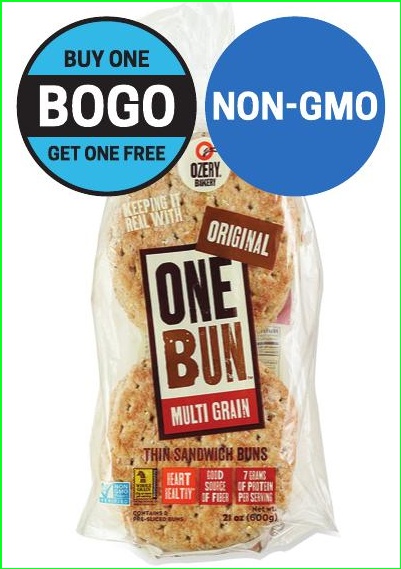 BUY ONE
BOGO
GET ONE FREE
NON-GMO
OZERY
BAKERY
KEEPING IT
REAL WITH
ORIGINAL
ONE
BUN™
MULTI GRAIN
THIN SANDWICH BUNS
NON
GMO
HEART
HEALTHY
GOOD
SOURCE
OF FIBER
7 GRAMS
OF PROTEIN
PER SERVING
CONTAINS 8
PRE-SLICED BUNS
Net wt.
21 oz (600g)